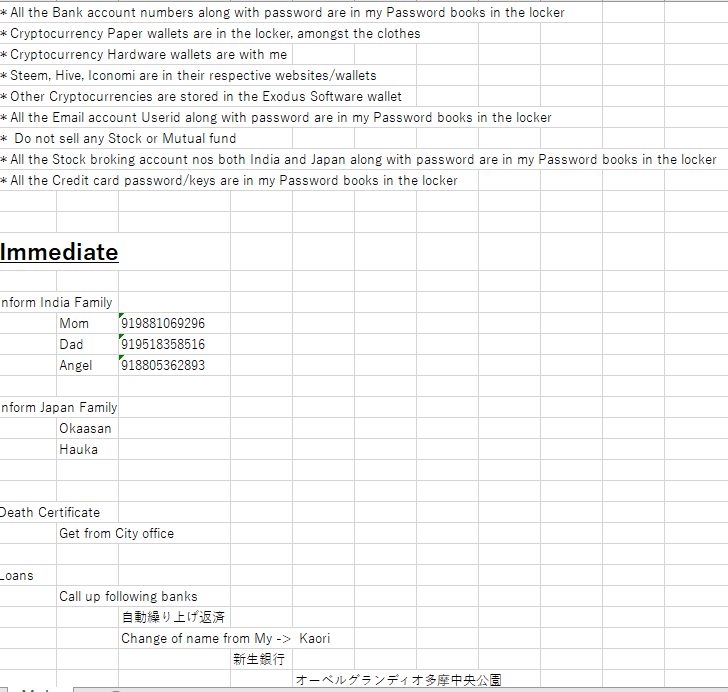 * All the Bank account numbers along with password are in my Password books in the locker
* Cryptocurrency Paper wallets are in the locker, amongst the clothes
* Cryptocurrency Hardware wallets are with me
* Steem, Hive, Iconomi are in their respective websites/wallets
* Other Cryptocurrencies are stored in the Exodus Software wallet
* All the Email account Userid along with password are in my Password books in the locker
* Do not sell any Stock or Mutual fund
* All the Stock broking account nos both India and Japan along with password are in my Password books in the locker
* All the Credit card password/keys are in my Password books in the locker
Immediate
nform India Family
Mom 919881069296
Dad 919518358516
Angel 918805362893
nform Japan Family
Okaasan
Hauka
Death Certificate
Get from City office
Loans
Call up following banks
自動繰り上げ返済
Change of name from My -> Kaori
新生銀行
オーベルグランディオ多摩中央公園